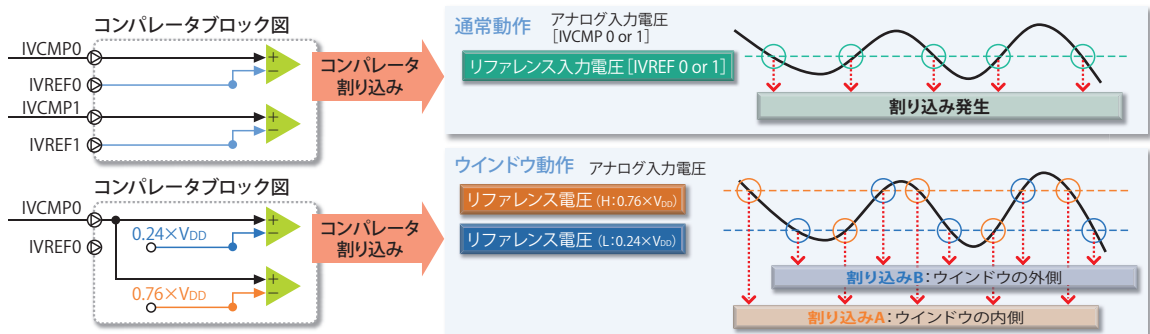 コンパレータブロック図
IVCMP0
IVREF0
IVCMP1
IVREF1
+
−
+
−
コンパレータ
割り込み
通常動作
アナログ入力電圧
[IVCMP 0 or 1]
リファレンス入力電圧[IVREF 0 or 1]
割り込み発生
コンパレータブロック図
IVCMP0
IVREF0
0.24×VDD
0.76×VDD
+
−
+
−
コンパレータ
割り込み
ウインドウ動作
アナログ入力電圧
リファレンス電圧(H:0.76×VDD)
リファレンス電圧(L:0.24×VDD)
割り込みB:ウインドウの外側
割り込みA:ウインドウの内側